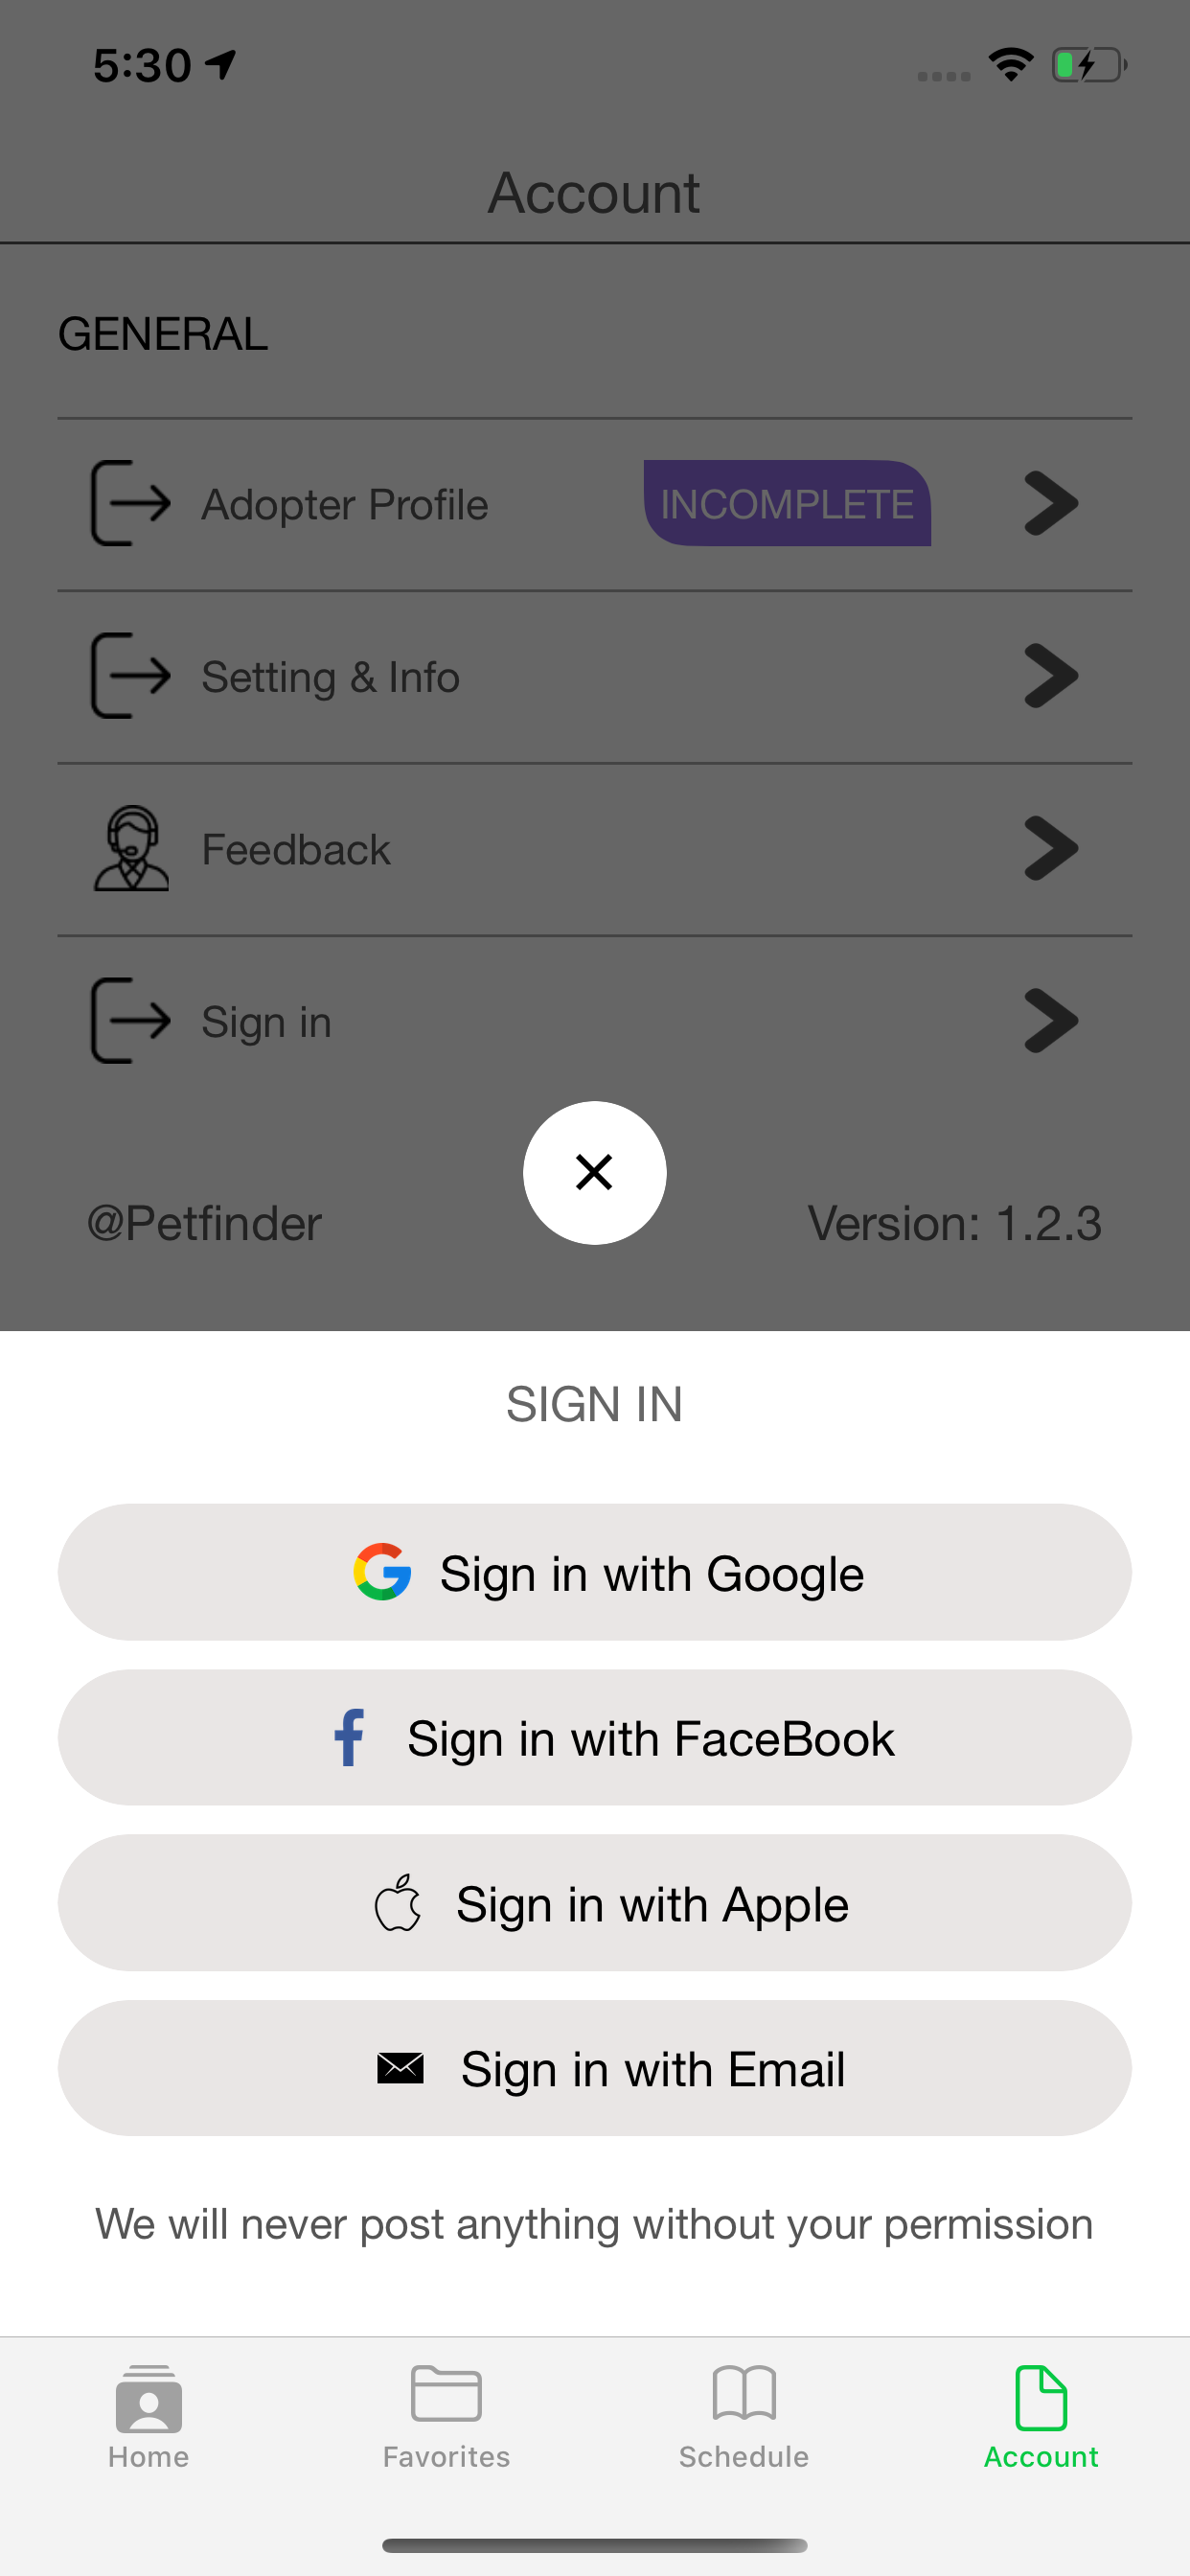 5:30
Account
GENERAL
Adopter Profile
INCOMPLETE
Setting & Info
Feedback
Sign in
@Petfinder
Version: 1.2.3
SIGN IN
Sign in with Google
Sign in with FaceBook
Sign in with Apple
Sign in with Email
We will never post anything without your permission
Home
Favorites
Schedule
Account